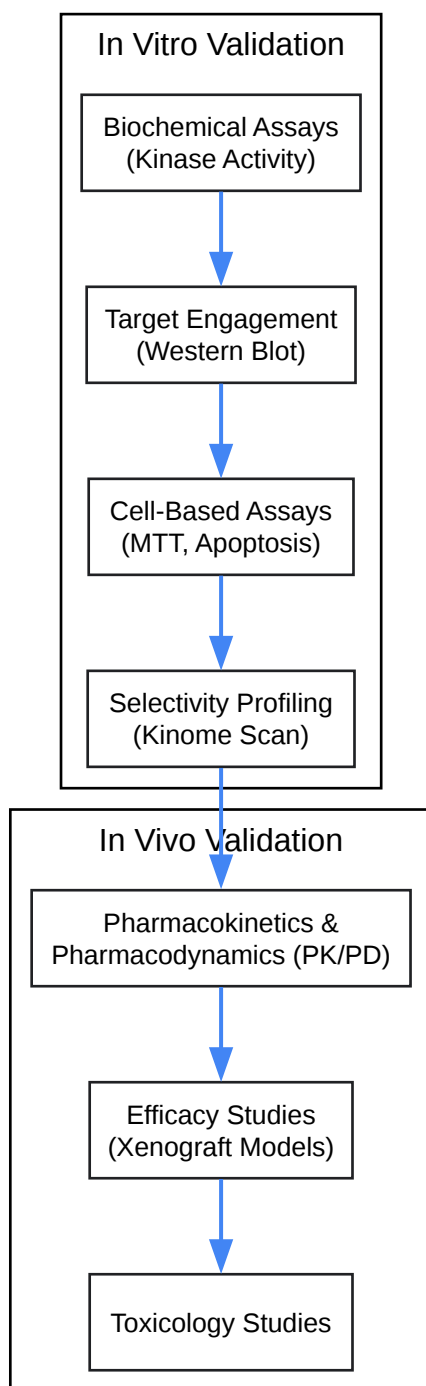 In Vitro Validation
Biochemical Assays
(Kinase Activity)
Target Engagement
(Western Blot)
Cell-Based Assays
(MTT, Apoptosis)
Selectivity Profiling
(Kinome Scan)
In Vivo Validation
Pharmacokinetics &
Pharmacodynamics (PK/PD)
Efficacy Studies
(Xenograft Models)
Toxicology Studies